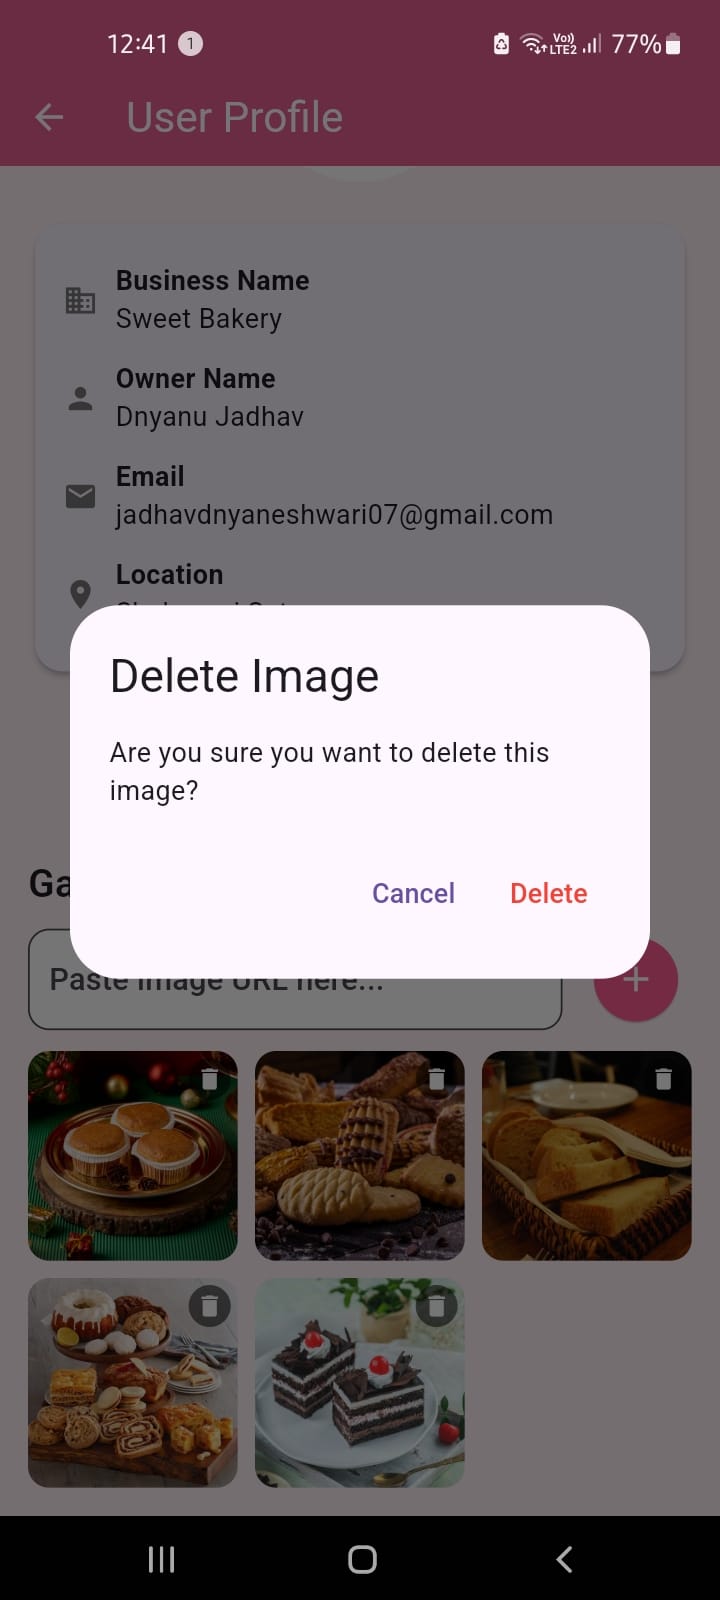 12:41 1 Vo)) LTE2 77%
User Profile
Business Name
Sweet Bakery
Owner Name
Dnyanu Jadhav
Email
jadhavdnyaneshwari07@gmail.com
Location
Delete Image
Are you sure you want to delete this
image?
Cancel Delete
Ga
Paste image URL here...